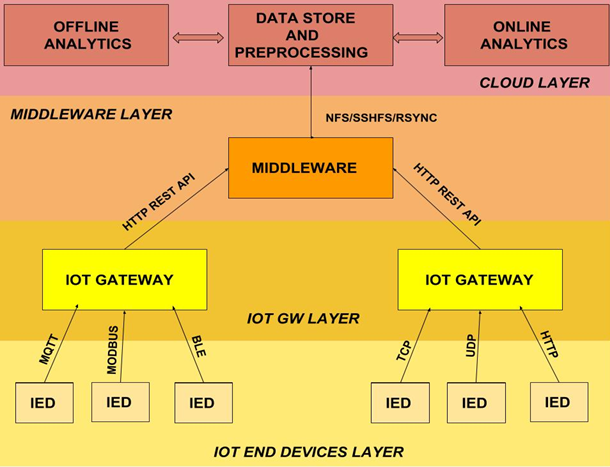 OFFLINE
ANALYTICS
DATA STORE
AND
PREPROCESSING
ONLINE
ANALYTICS
CLOUD LAYER
MIDDLEWARE LAYER
NFS/SSHFS/RSYNC
MIDDLEWARE
HTTP REST API
HTTP REST API
IOT GATEWAY
IOT GATEWAY
IOT GW LAYER
MQTT
MODBUS
BLE
TCP
UDP
HTTP
IED
IED
IED
IED
IED
IED
IOT END DEVICES LAYER